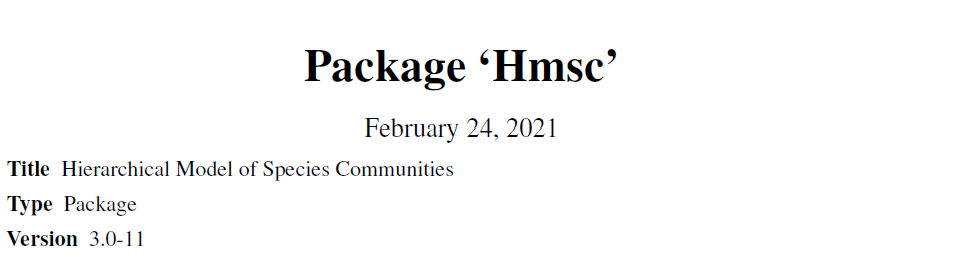 Package ‘Hmsc’
February 24, 2021
Title Hierarchical Model of Species Communities
Type Package
Version 3.0-11